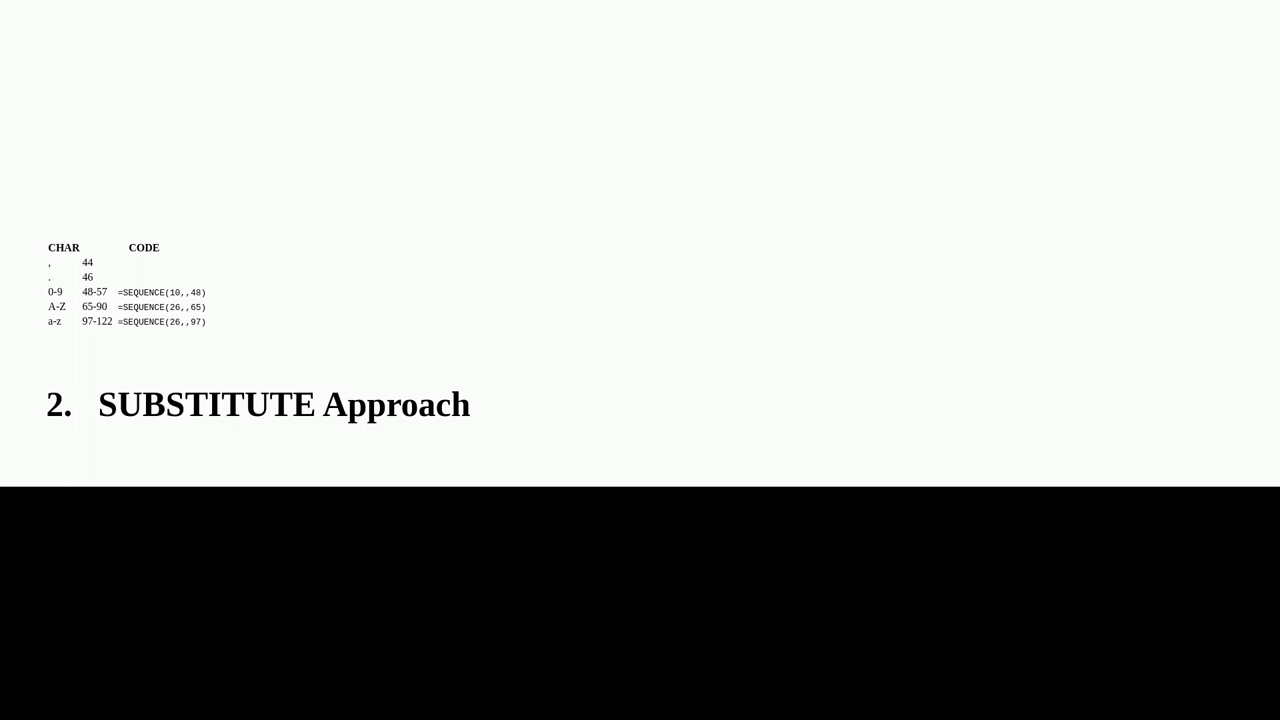 CHAR CODE
, 44
. 46
0-9 48-57 =SEQUENCE(10,,48)
A-Z 65-90 =SEQUENCE(26,,65)
a-z 97-122 =SEQUENCE(26,,97)
2. SUBSTITUTE Approach